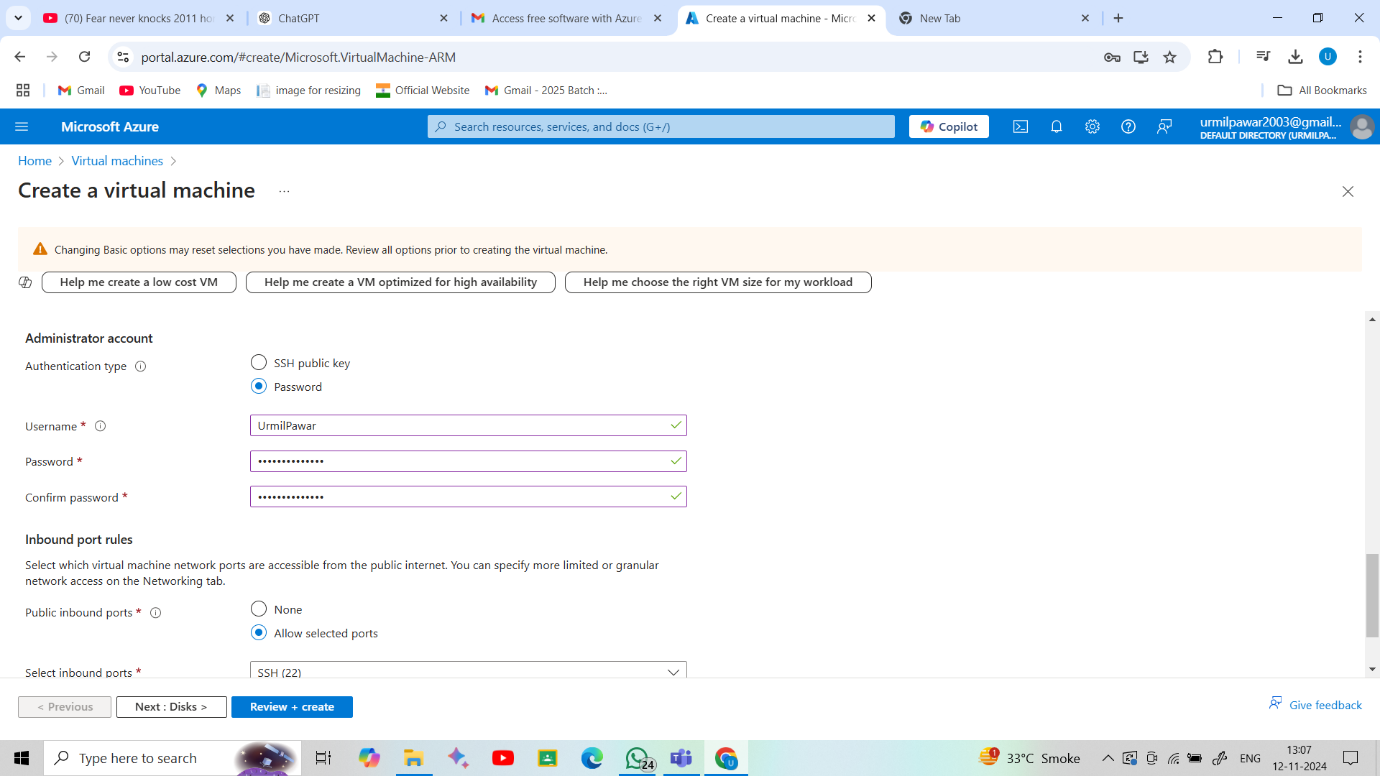 (70) Fear never knocks 2011 ho
ChatGPT
Access free software with Azure
Create a virtual machine - Micro
New Tab
portal.azure.com/#create/Microsoft.VirtualMachine-ARM
U
Gmail
YouTube
Maps
image for resizing
Official Website
Gmail - 2025 Batch :...
All Bookmarks
Microsoft Azure
Search resources, services, and docs (G+/)
Copilot
urmilpawar2003@gmail...
DEFAULT DIRECTORY (URMILPA...
Home > Virtual machines >
Create a virtual machine ...
Changing Basic options may reset selections you have made. Review all options prior to creating the virtual machine.
Help me create a low cost VM
Help me create a VM optimized for high availability
Help me choose the right VM size for my workload
Administrator account
Authentication type
SSH public key
Password
Username *
UrmilPawar
Password *
••••••••••••••
Confirm password *
••••••••••••••
Inbound port rules
Select which virtual machine network ports are accessible from the public internet. You can specify more limited or granular
network access on the Networking tab.
Public inbound ports *
None
Allow selected ports
Select inbound ports *
SSH (22)
< Previous
Next : Disks >
Review + create
Give feedback
Type here to search
24
1
33°C Smoke
ENG
13:07
12-11-2024